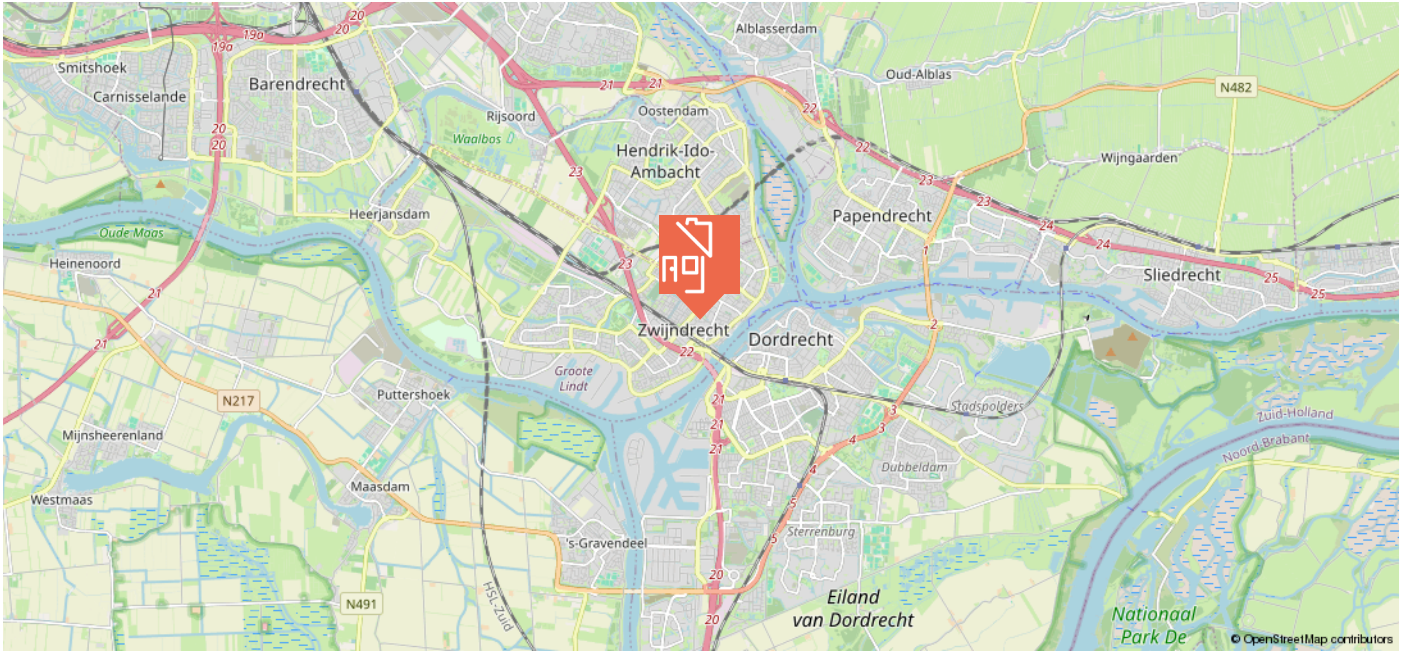 20
20
19a
19a
20
Alblasserdam
Smitshoek
Barendrecht
Oud-Alblas
21
21
N482
Carnisselande
22
Oostendam
Rijsoord
20
20
Waalbos
22
Hendrik-Ido-
Ambacht
Wijngaarden
23
23
23
Heerjansdam
Papendrecht
24
Oude Maas
1
24
Heinenoord
23
Sliedrecht
25
25
21
2
Zwijndrecht
Dordrecht
21
22
Groote
Lindt
Puttershoek
N217
21
Stadspolders
3
3
Zuid-Holland
Mijnsheerenland
21
4
Noord-Brabant
4
Dubbeldam
Maasdam
Westmaas
5
Sterrenburg
5
's-Gravendeel
20
HSL-Zuid
N491
Eiland
van Dordrecht
20
Nationaal
Park De
© OpenStreetMap contributors